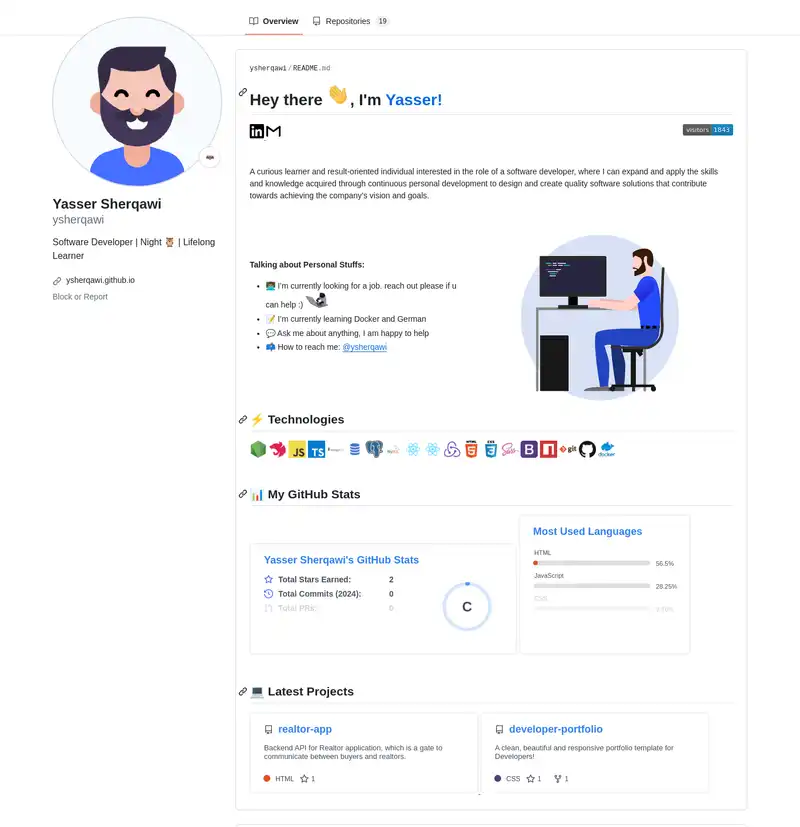 Overview
Repositories 19
ysherqawi/README.md
Hey there 👋, I'm Yasser!
visitors 1843
A curious learner and result-oriented individual interested in the role of a software developer, where I can expand and apply the skills
and knowledge acquired through continuous personal development to design and create quality software solutions that contribute
towards achieving the company's vision and goals.
Yasser Sherqawi
ysherqawi
Software Developer | Night 🦉 | Lifelong
Learner
ysherqawi.github.io
Block or Report
Talking about Personal Stuffs:
👨🏻‍💻 I'm currently looking for a job. reach out please if u
can help :)
📝 I'm currently learning Docker and German
💬 Ask me about anything, I am happy to help
📫 How to reach me: @ysherqawi
⚡ Technologies
JS TS HTML CSS Sass B git docker
📊 My GitHub Stats
Yasser Sherqawi's GitHub Stats
Total Stars Earned: 2
Total Commits (2024): 0
Total PRs: 0
C
Most Used Languages
HTML
56.5%
JavaScript
28.25%
CSS
💻 Latest Projects
realtor-app
Backend API for Realtor application, which is a gate to
communicate between buyers and realtors.
HTML 1
developer-portfolio
A clean, beautiful and responsive portfolio template for
Developers!
CSS 1 1